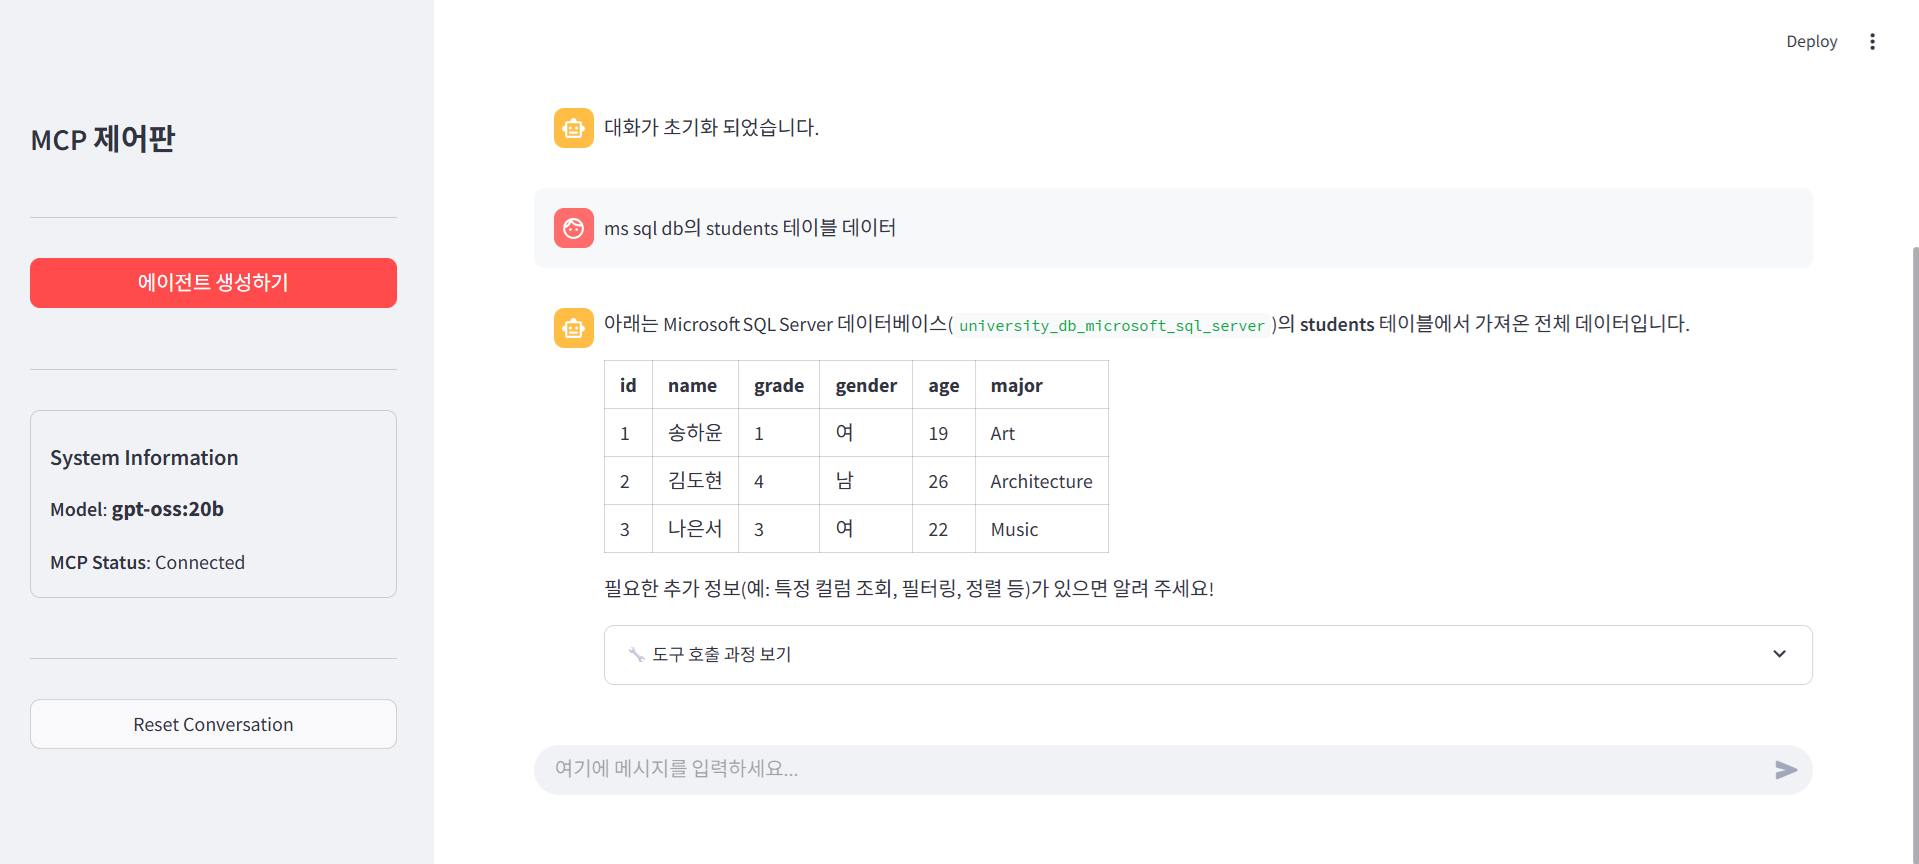 Deploy
MCP 제어판
에이전트 생성하기
System Information
Model: gpt-oss:20b
MCP Status: Connected
Reset Conversation
대화가 초기화 되었습니다.
ms sql db의 students 테이블 데이터
아래는 Microsoft SQL Server 데이터베이스( university_db_microsoft_sql_server )의 students 테이블에서 가져온 전체 데이터입니다.
id name grade gender age major
1 송하윤 1 여 19 Art
2 김도현 4 남 26 Architecture
3 나은서 3 여 22 Music
필요한 추가 정보(예: 특정 컬럼 조회, 필터링, 정렬 등)가 있으면 알려 주세요!
🔧 도구 호출 과정 보기
여기에 메시지를 입력하세요...